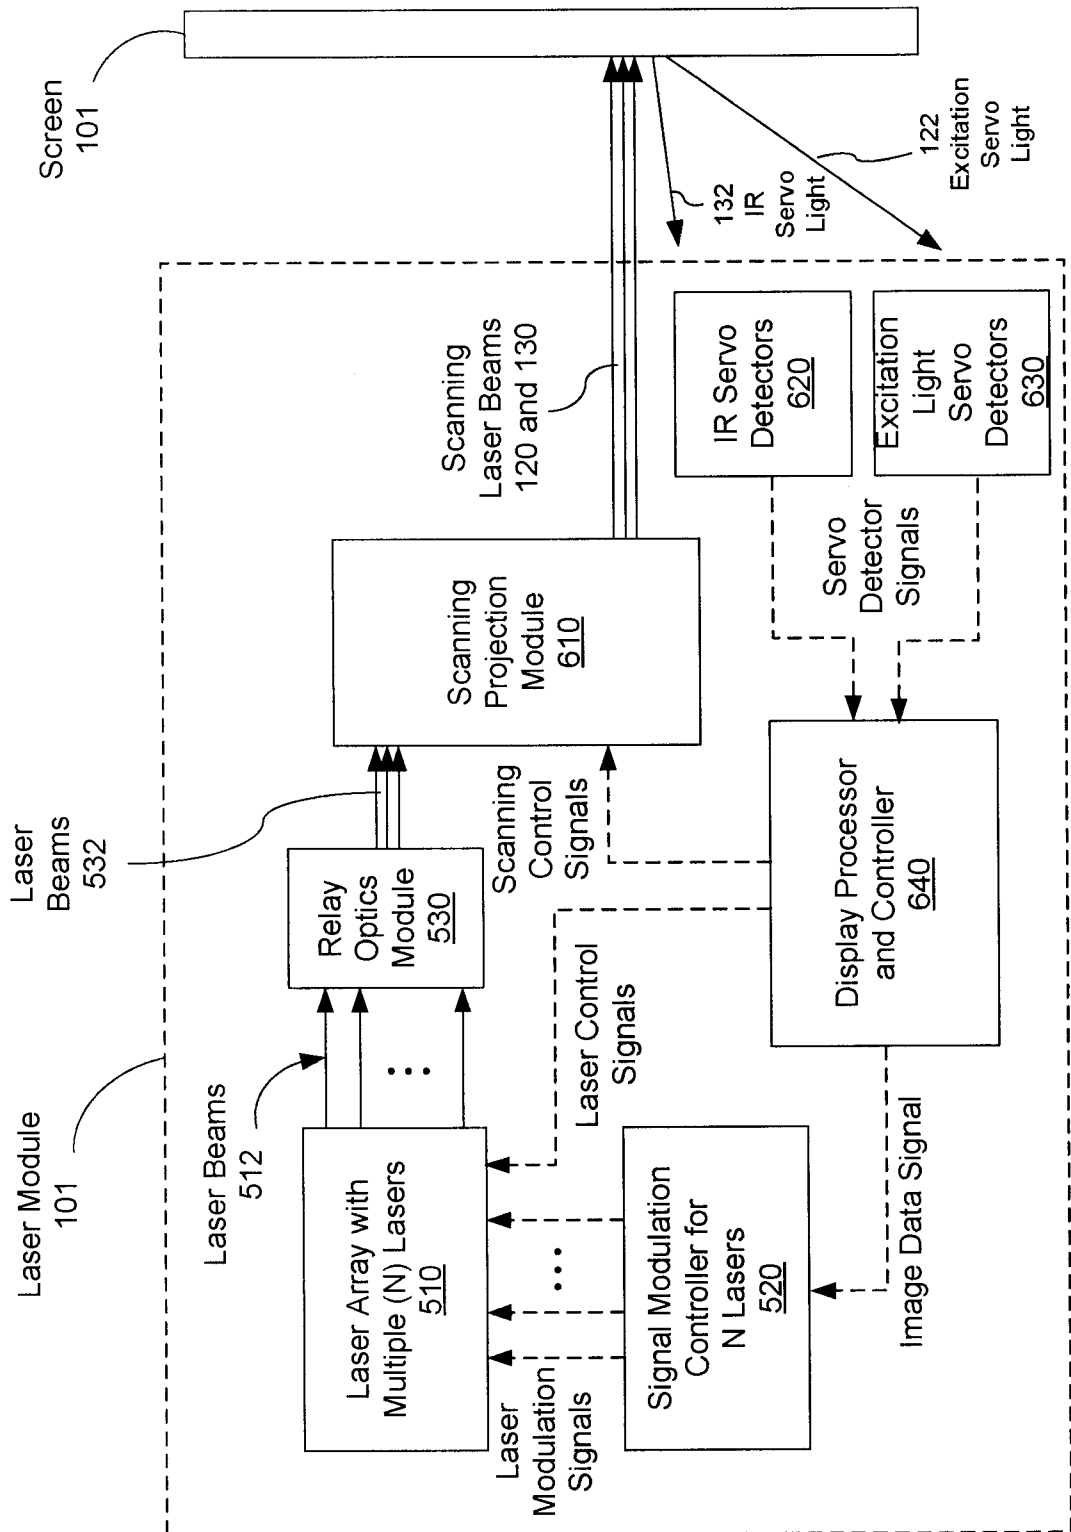 Laser Module
101
Laser Beams
512
Laser
Beams
532
Screen
101
Laser Array with
Multiple (N) Lasers
510
Relay
Optics
Module
530
Scanning
Projection
Module
610
Scanning
Laser Beams
120 and 130
132
IR
Servo
Light
122
Excitation
Servo
Light
Laser
Modulation
Signals
Laser Control
Signals
Scanning
Control
Signals
IR Servo
Detectors
620
Excitation
Light
Servo
Detectors
630
Servo
Detector
Signals
Signal Modulation
Controller for
N Lasers
520
Display Processor
and Controller
640
Image Data Signal